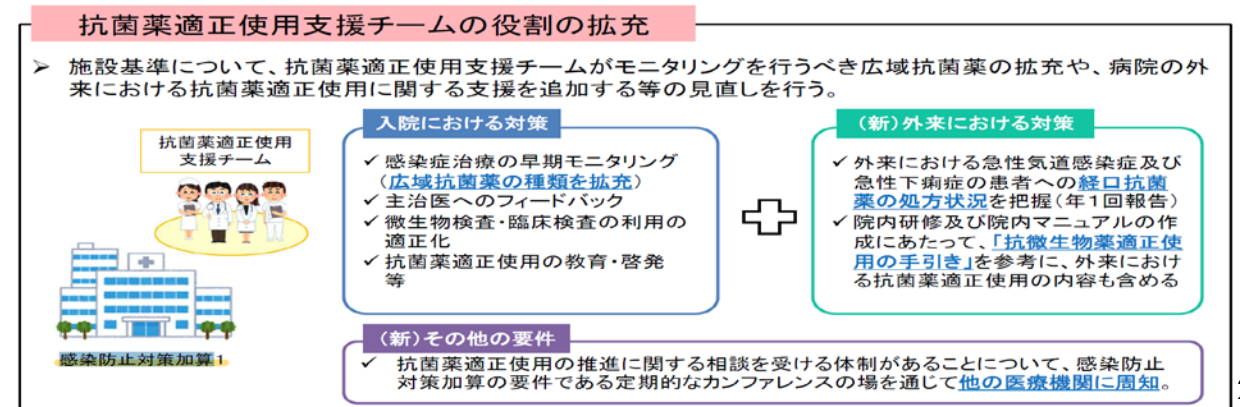 抗菌薬適正使用支援チームの役割の拡充
➢ 施設基準について、抗菌薬適正使用支援チームがモニタリングを行うべき広域抗菌薬の拡充や、病院の外
来における抗菌薬適正使用に関する支援を追加する等の見直しを行う。
抗菌薬適正使用
支援チーム
感染防止対策加算1
入院における対策
✓ 感染症治療の早期モニタリング
（広域抗菌薬の種類を拡充）
✓ 主治医へのフィードバック
✓ 微生物検査・臨床検査の利用の
適正化
✓ 抗菌薬適正使用の教育・啓発
等
（新）外来における対策
✓ 外来における急性気道感染症及び
急性下痢症の患者への経口抗菌
薬の処方状況を把握（年1回報告）
✓ 院内研修及び院内マニュアルの作
成にあたって、「抗微生物薬適正使
用の手引き」を参考に、外来におけ
る抗菌薬適正使用の内容も含める
（新）その他の要件
✓ 抗菌薬適正使用の推進に関する相談を受ける体制があることについて、感染防止
対策加算の要件である定期的なカンファレンスの場を通じて他の医療機関に周知。